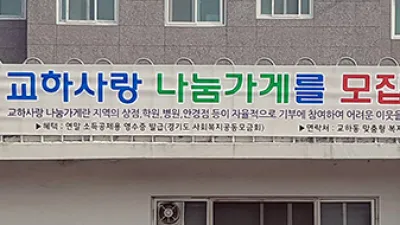 교하사랑 나눔가게를 모집
교하사랑 나눔가게란 지역의 상점,학원,병원,안경점 등이 자율적으로 기부에 참여하여 어려운 이웃들
▶혜택 : 연말 소득공제용 영수증 발급(경기도 사회복지공동모금회) ▶연락처 : 교하동 맞춤형 복지